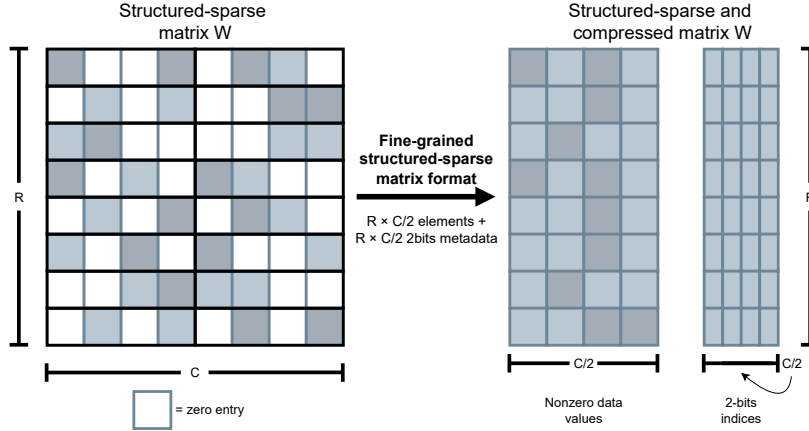 Structured-sparse
matrix W
Structured-sparse and
compressed matrix W
R
Fine-grained
structured-sparse
matrix format
R × C/2 elements +
R × C/2 2bits metadata
R
C
C/2
C/2
= zero entry
Nonzero data
values
2-bits
indices